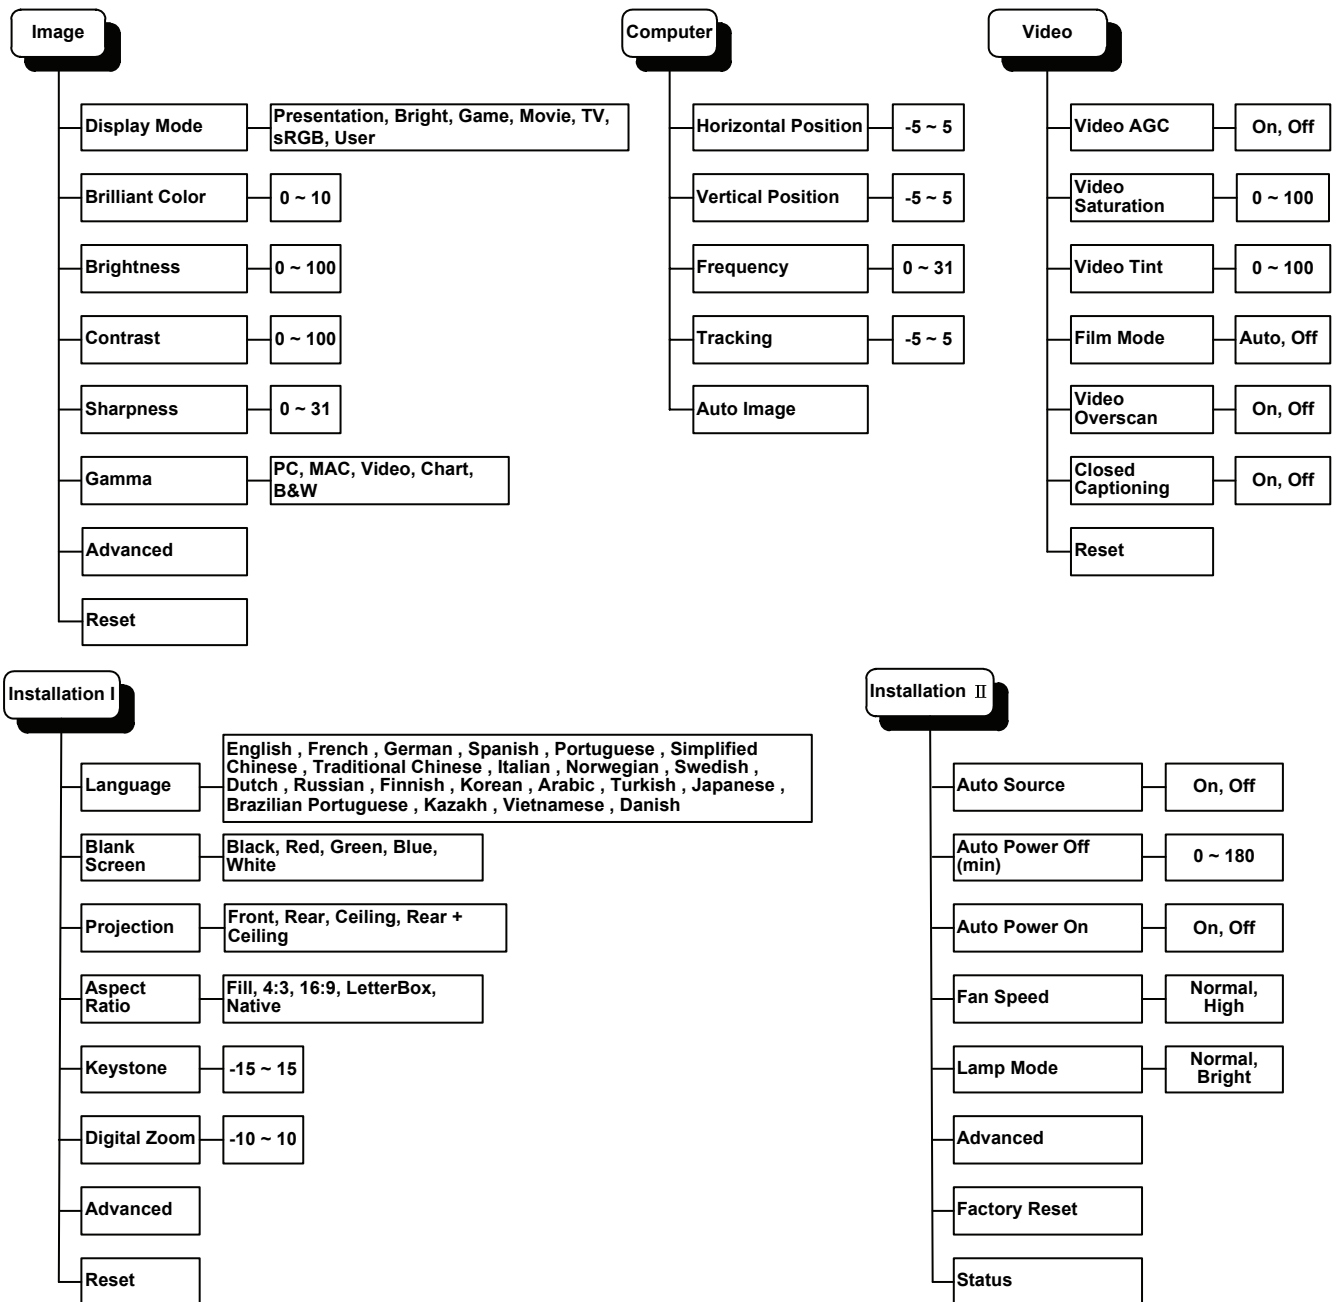 Image
Display Mode
Presentation, Bright, Game, Movie, TV,
sRGB, User
Brilliant Color
0 ~ 10
Brightness
0 ~ 100
Contrast
0 ~ 100
Sharpness
0 ~ 31
Gamma
PC, MAC, Video, Chart,
B&W
Advanced
Reset
Computer
Horizontal Position
-5 ~ 5
Vertical Position
-5 ~ 5
Frequency
0 ~ 31
Tracking
-5 ~ 5
Auto Image
Video
Video AGC
On, Off
Video
Saturation
0 ~ 100
Video Tint
0 ~ 100
Film Mode
Auto, Off
Video
Overscan
On, Off
Closed
Captioning
On, Off
Reset
Installation I
Language
English , French , German , Spanish , Portuguese , Simplified
Chinese , Traditional Chinese , Italian , Norwegian , Swedish ,
Dutch , Russian , Finnish , Korean , Arabic , Turkish , Japanese ,
Brazilian Portuguese , Kazakh , Vietnamese , Danish
Blank
Screen
Black, Red, Green, Blue,
White
Projection
Front, Rear, Ceiling, Rear +
Ceiling
Aspect
Ratio
Fill, 4:3, 16:9, LetterBox,
Native
Keystone
-15 ~ 15
Digital Zoom
-10 ~ 10
Advanced
Reset
Installation Ⅱ
Auto Source
On, Off
Auto Power Off
(min)
0 ~ 180
Auto Power On
On, Off
Fan Speed
Normal,
High
Lamp Mode
Normal,
Bright
Advanced
Factory Reset
Status